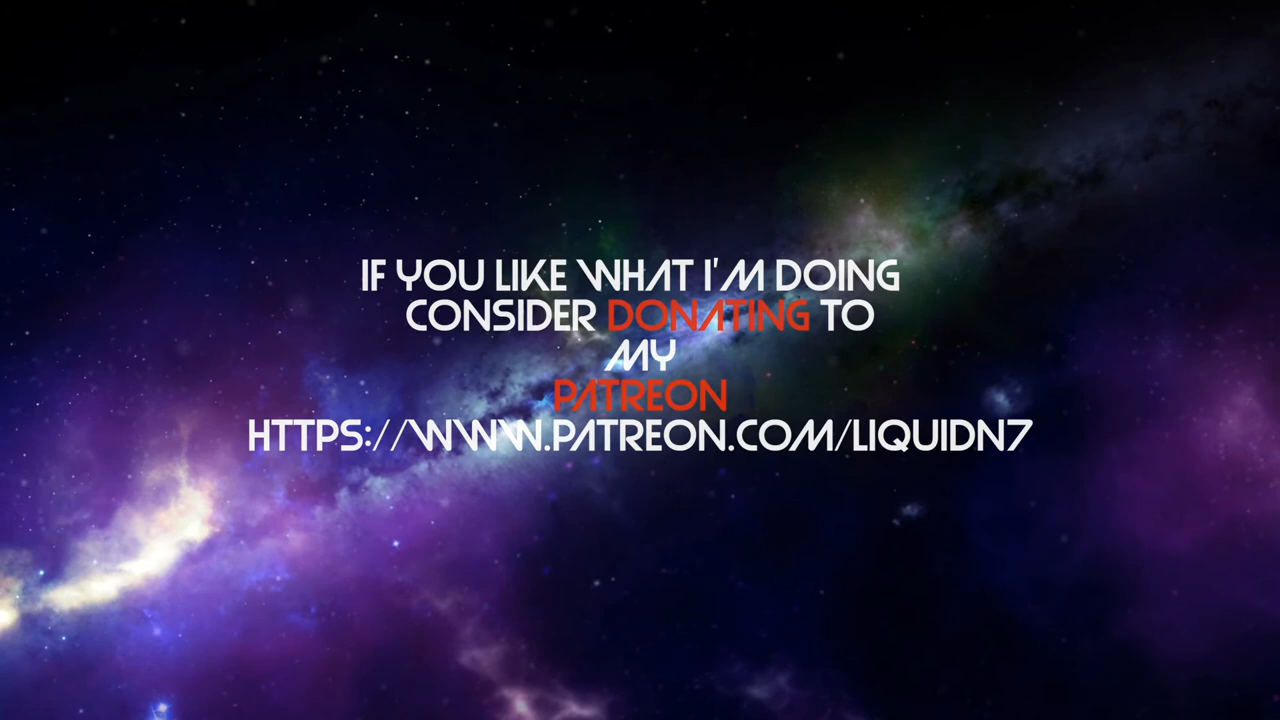 IF YOU LIKE WHAT I'M DOING
CONSIDER DONATING TO
MY
PATREON
HTTPS://WWW.PATREON.COM/LIQUIDN7